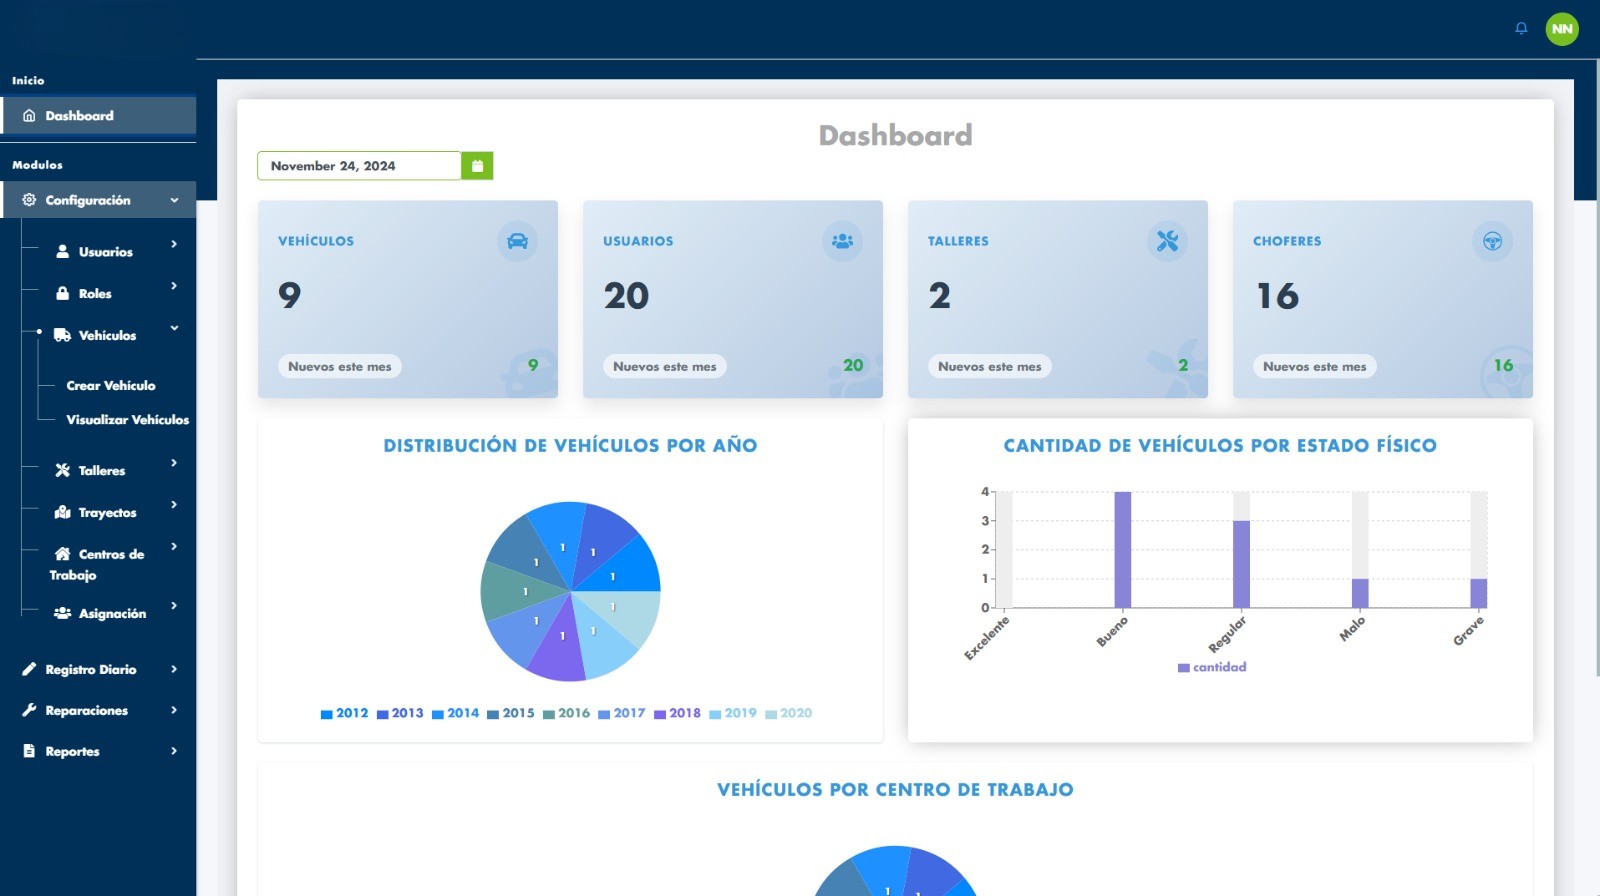 NN
Inicio
Dashboard
Modulos
Configuración
Usuarios
Roles
Vehículos
Crear Vehículo
Visualizar Vehículos
Talleres
Trayectos
Centros de
Trabajo
Asignación
Registro Diario
Reparaciones
Reportes
Dashboard
November 24, 2024
VEHÍCULOS
9
Nuevos este mes 9
USUARIOS
20
Nuevos este mes 20
TALLERES
2
Nuevos este mes 2
CHOFERES
16
Nuevos este mes 16
DISTRIBUCIÓN DE VEHÍCULOS POR AÑO
1
1
1
1
1
1
1
1
1
2012 2013 2014 2015 2016 2017 2018 2019 2020
CANTIDAD DE VEHÍCULOS POR ESTADO FÍSICO
4
3
2
1
0
Excelente Bueno Regular Malo Grave
cantidad
VEHÍCULOS POR CENTRO DE TRABAJO
1
1